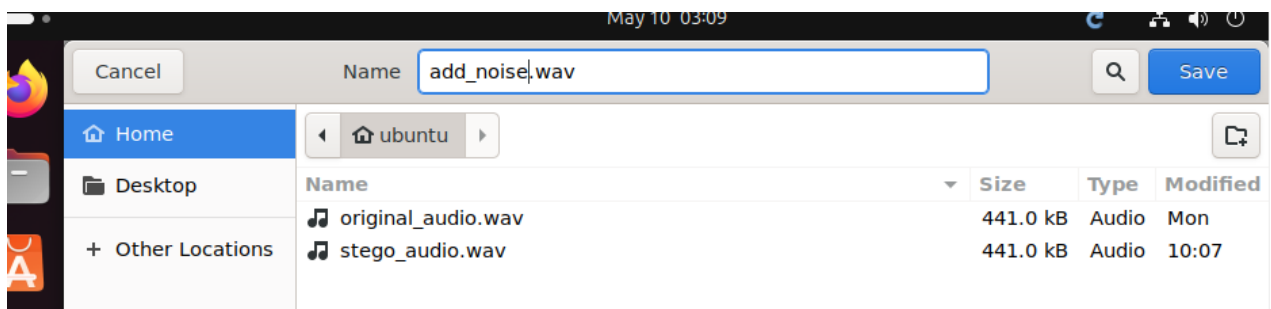 May 10 03:09
Cancel Name add_noise.wav Save
Home ubuntu
Desktop Name Size Type Modified
original_audio.wav 441.0 kB Audio Mon
+ Other Locations stego_audio.wav 441.0 kB Audio 10:07